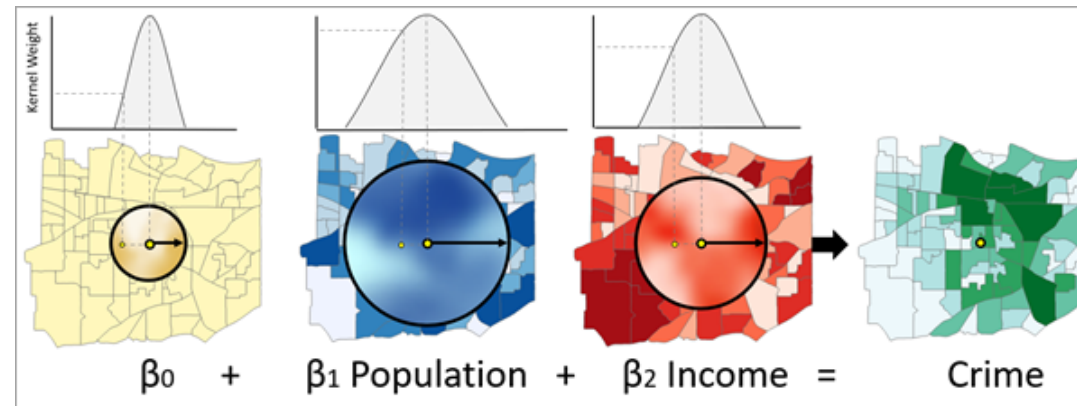 Kernel Weight
β₀ + β₁ Population + β₂ Income = Crime